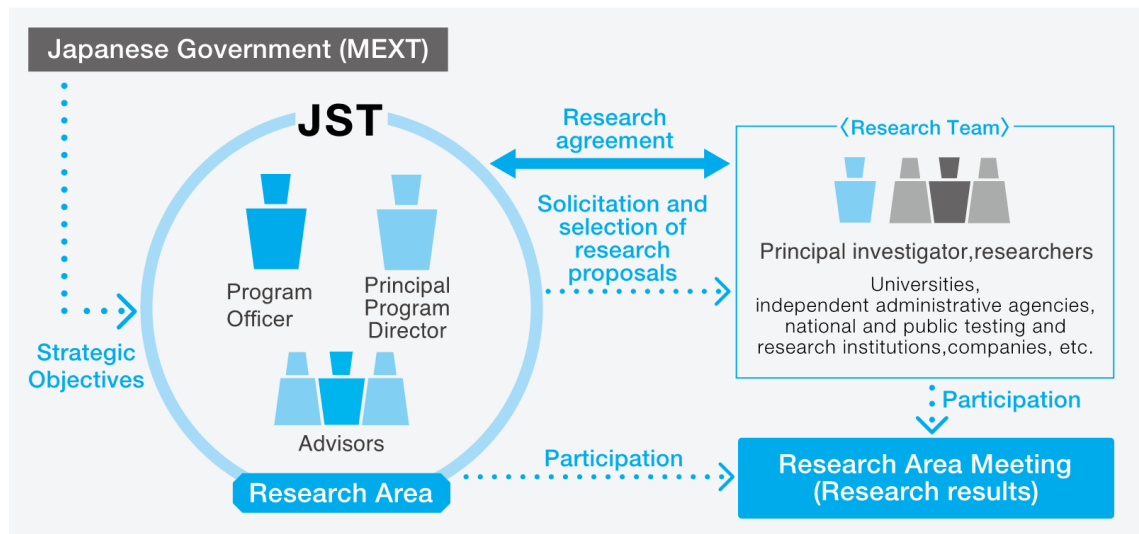 Japanese Government (MEXT)
JST
Strategic
Objectives
Program
Officer
Principal
Program
Director
Advisors
Research Area
Research
agreement
Solicitation and
selection of
research
proposals
Participation
〈Research Team〉
Principal investigator,researchers
Universities,
independent administrative agencies,
national and public testing and
research institutions,companies, etc.
Participation
Research Area Meeting
(Research results)